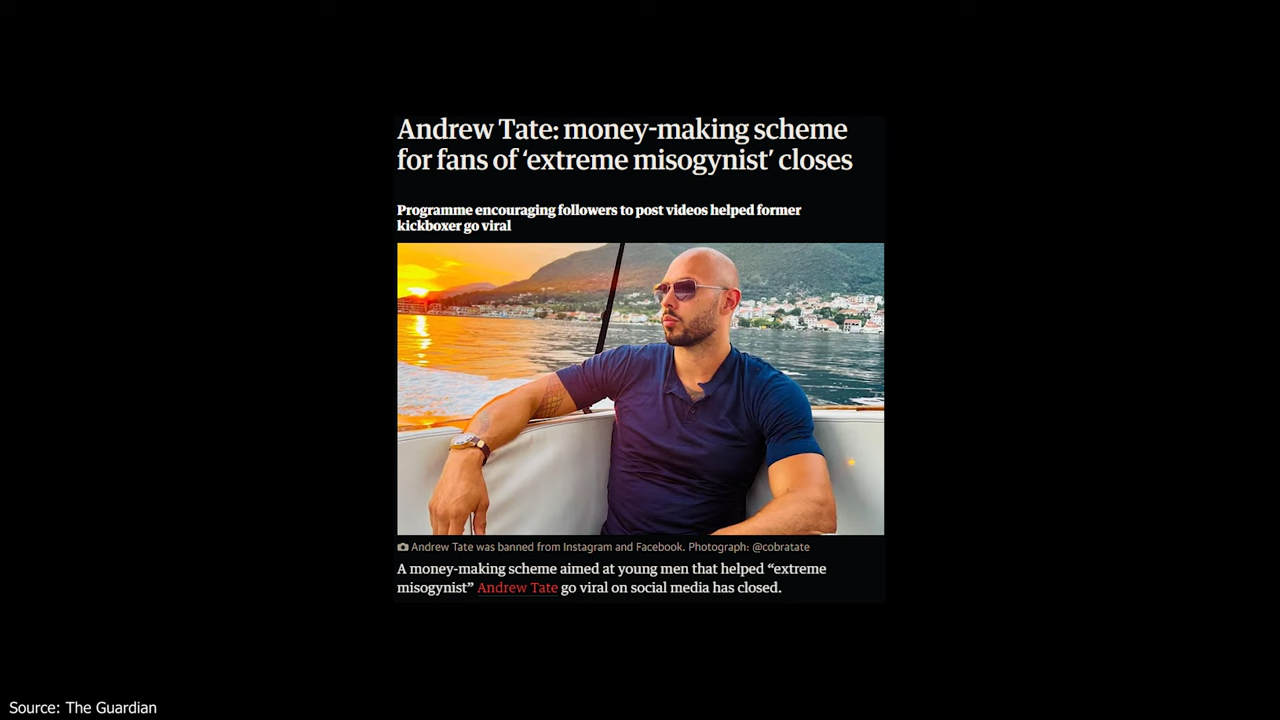 Andrew Tate: money-making scheme
for fans of ‘extreme misogynist’ closes
Programme encouraging followers to post videos helped former
kickboxer go viral
Andrew Tate was banned from Instagram and Facebook. Photograph: @cobratate
A money-making scheme aimed at young men that helped “extreme
misogynist” Andrew Tate go viral on social media has closed.
Source: The Guardian